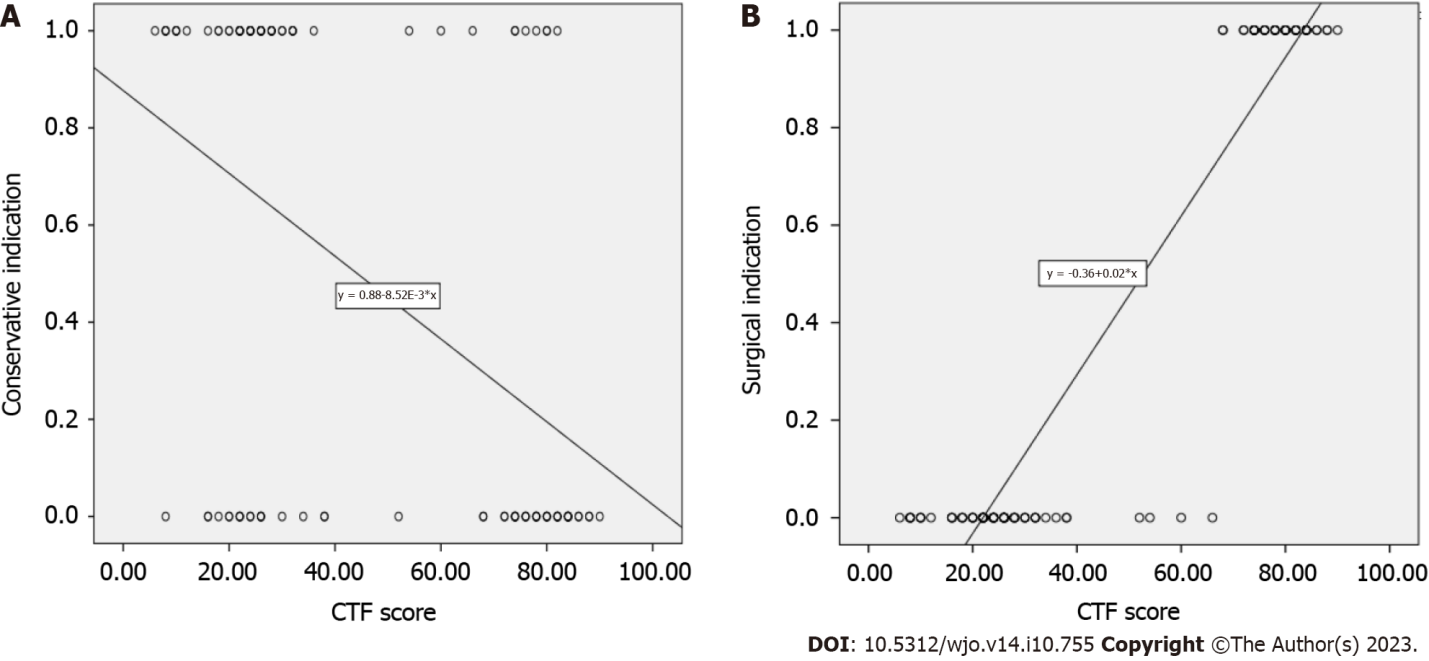 A
Conservative indication
1.0
0.8
0.6
0.4
0.2
0.0
y = 0.88-8.52E-3*x
0.00 20.00 40.00 60.00 80.00 100.00
CTF score
B
Surgical indication
1.0
0.8
0.6
0.4
0.2
0.0
y = -0.36+0.02*x
0.00 20.00 40.00 60.00 80.00 100.00
CTF score
DOI: 10.5312/wjo.v14.i10.755 Copyright ©The Author(s) 2023.